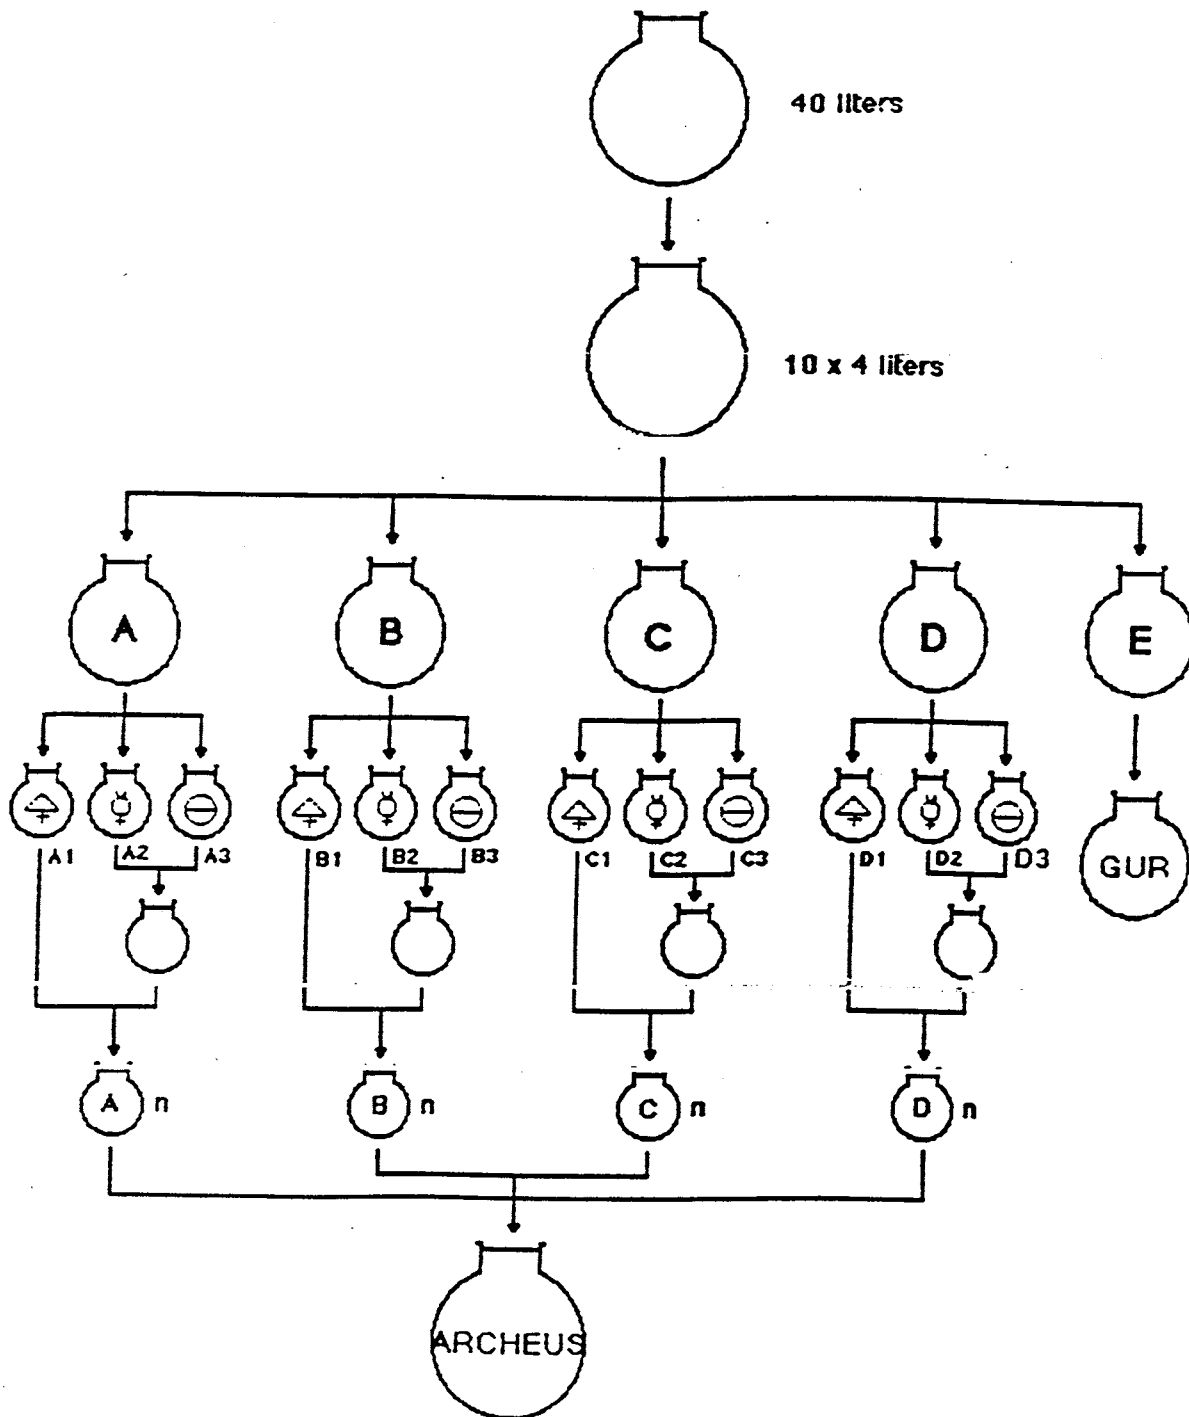 40 liters
10 x 4 liters
A B C D E
A1 A2 A3 B1 B2 B3 C1 C2 C3 D1 D2 D3
GUR
A n B n C n D n
ARCHEUS